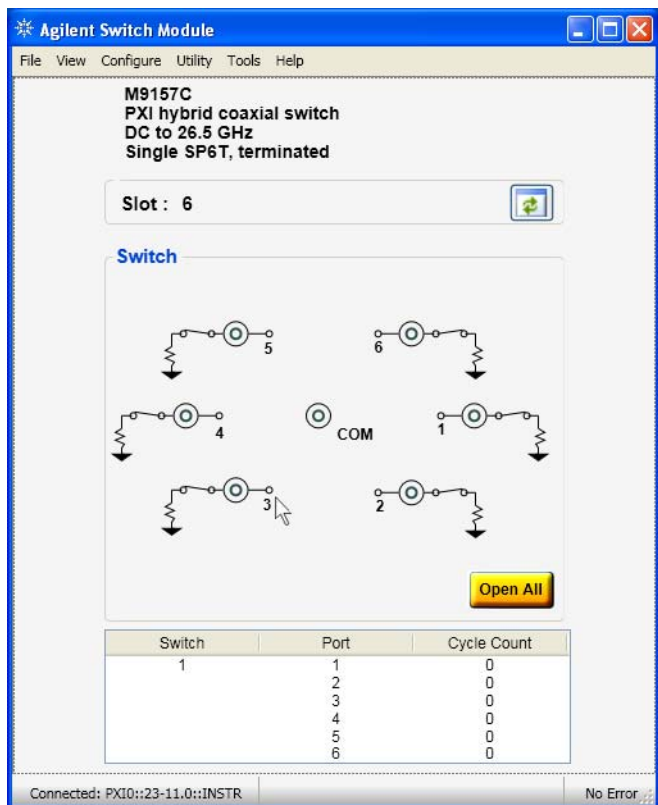 Agilent Switch Module
File View Configure Utility Tools Help
M9157C
PXI hybrid coaxial switch
DC to 26.5 GHz
Single SP6T, terminated
Slot : 6
Switch
5
6
4
COM
1
3
2
Open All
Switch Port Cycle Count
1 1 0
2 0
3 0
4 0
5 0
6 0
Connected: PXI0::23-11.0::INSTR No Error